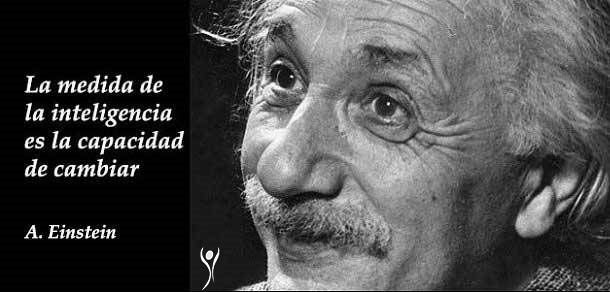 La medida de
la inteligencia
es la capacidad
de cambiar
A. Einstein